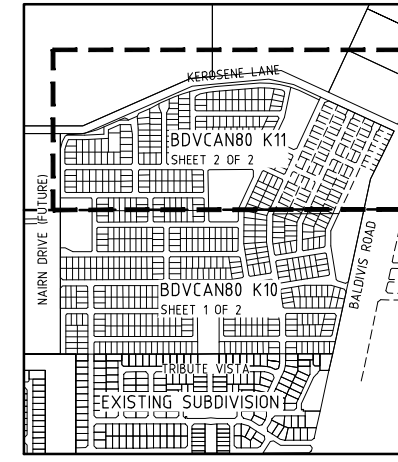 KEROSENE LANE
BDVCAN80 K11
SHEET 2 OF 2
NAIRN DRIVE (FUTURE)
BALDIVIS ROAD
BDVCAN80 K10
SHEET 1 OF 2
TRIBUTE VISTA
EXISTING SUBDIVISION